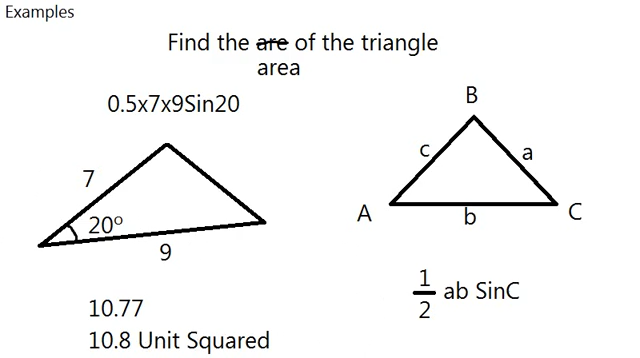 Examples
Find the are of the triangle
area
0.5x7x9Sin20
7
20°
9
10.77
10.8 Unit Squared
B
c
a
A
b
C
1/2 ab SinC